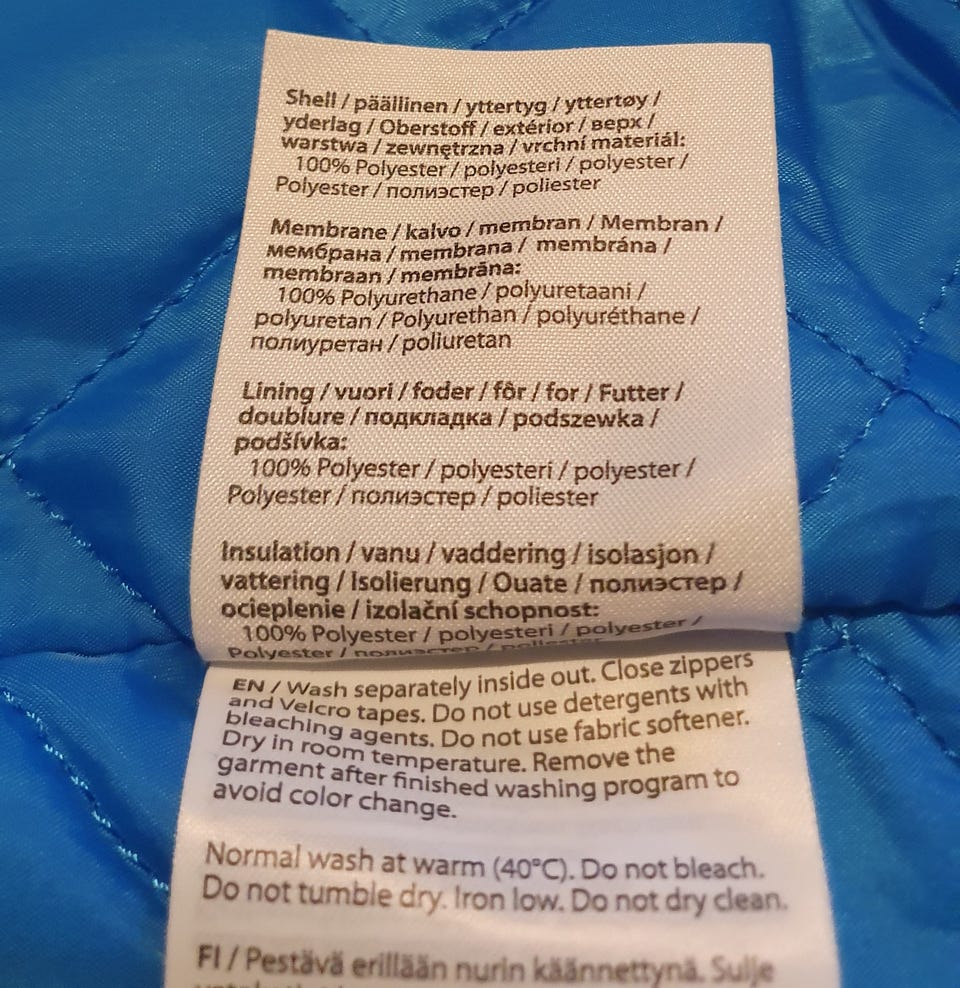 Shell / päällinen / yttertyg / yttertøy /
yderlag / Oberstoff / extérior / верх /
warstwa / zewnętrzna / vrchní materiál:
100% Polyester / polyesteri / polyester /
Polyester / полиэстер / poliester
Membrane / kalvo / membran / Membran /
мембрана / membrana / membrána /
membraan / membrāna:
100% Polyurethane / polyuretaani /
polyuretan / Polyurethan / polyuréthane /
полиуретан / poliuretan
Lining / vuori / foder / fôr / for / Futter /
doublure / подкладка / podszewka /
podšívka:
100% Polyester / polyesteri / polyester /
Polyester / полиэстер / poliester
Insulation / vanu / vaddering / isolasjon /
vattering / Isolierung / Ouate / полиэстер /
ocieplenie / izolační schopnost:
100% Polyester / polyesteri / polyester /
Polyester / полиэстер / poliester
EN / Wash separately inside out. Close zippers
and Velcro tapes. Do not use detergents with
bleaching agents. Do not use fabric softener.
Dry in room temperature. Remove the
garment after finished washing program to
avoid color change.
Normal wash at warm (40°C). Do not bleach.
Do not tumble dry. Iron low. Do not dry clean.
FI / Pestävä erillään nurin käännettynä. Sulje